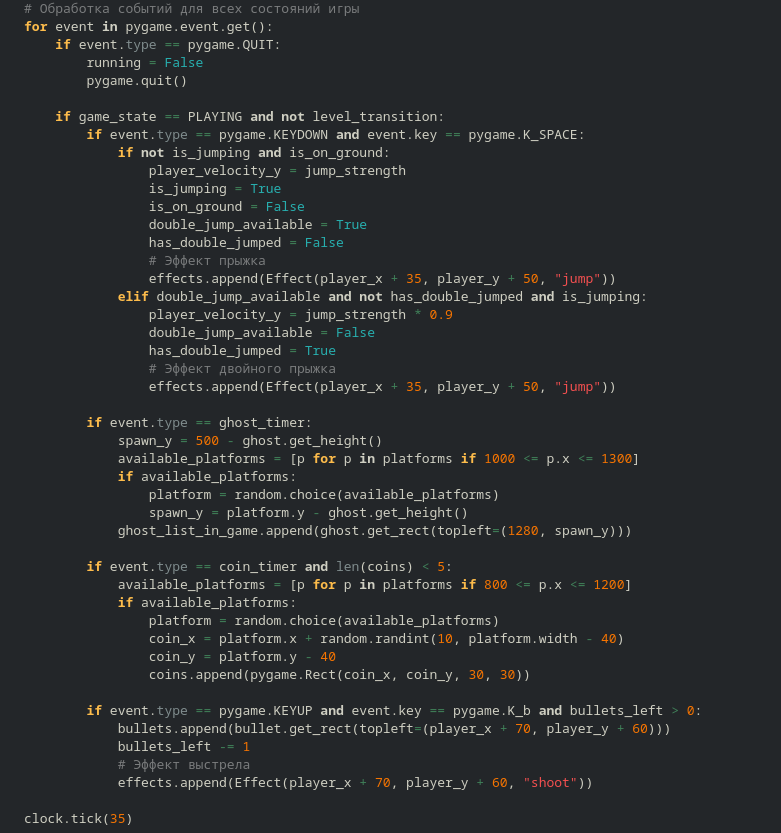 # Обработка событий для всех состояний игры
for event in pygame.event.get():
    if event.type == pygame.QUIT:
        running = False
        pygame.quit()

    if game_state == PLAYING and not level_transition:
        if event.type == pygame.KEYDOWN and event.key == pygame.K_SPACE:
            if not is_jumping and is_on_ground:
                player_velocity_y = jump_strength
                is_jumping = True
                is_on_ground = False
                double_jump_available = True
                has_double_jumped = False
                # Эффект прыжка
                effects.append(Effect(player_x + 35, player_y + 50, "jump"))
            elif double_jump_available and not has_double_jumped and is_jumping:
                player_velocity_y = jump_strength * 0.9
                double_jump_available = False
                has_double_jumped = True
                # Эффект двойного прыжка
                effects.append(Effect(player_x + 35, player_y + 50, "jump"))

        if event.type == ghost_timer:
            spawn_y = 500 - ghost.get_height()
            available_platforms = [p for p in platforms if 1000 <= p.x <= 1300]
            if available_platforms:
                platform = random.choice(available_platforms)
                spawn_y = platform.y - ghost.get_height()
            ghost_list_in_game.append(ghost.get_rect(topleft=(1280, spawn_y)))

        if event.type == coin_timer and len(coins) < 5:
            available_platforms = [p for p in platforms if 800 <= p.x <= 1200]
            if available_platforms:
                platform = random.choice(available_platforms)
                coin_x = platform.x + random.randint(10, platform.width - 40)
                coin_y = platform.y - 40
                coins.append(pygame.Rect(coin_x, coin_y, 30, 30))

        if event.type == pygame.KEYUP and event.key == pygame.K_b and bullets_left > 0:
            bullets.append(bullet.get_rect(topleft=(player_x + 70, player_y + 60)))
            bullets_left -= 1
            # Эффект выстрела
            effects.append(Effect(player_x + 70, player_y + 60, "shoot"))

clock.tick(35)